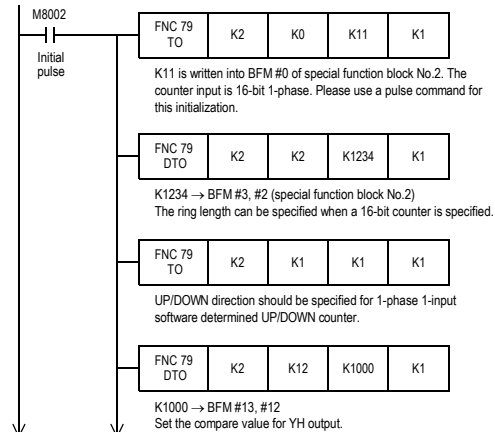 M8002
Initial
pulse
FNC 79
TO
K2
K0
K11
K1
K11 is written into BFM #0 of special function block No.2. The
counter input is 16-bit 1-phase. Please use a pulse command for
this initialization.
FNC 79
DTO
K2
K2
K1234
K1
K1234 → BFM #3, #2 (special function block No.2)
The ring length can be specified when a 16-bit counter is specified.
FNC 79
TO
K2
K1
K1
K1
UP/DOWN direction should be specified for 1-phase 1-input
software determined UP/DOWN counter.
FNC 79
DTO
K2
K12
K1000
K1
K1000 → BFM #13, #12
Set the compare value for YH output.